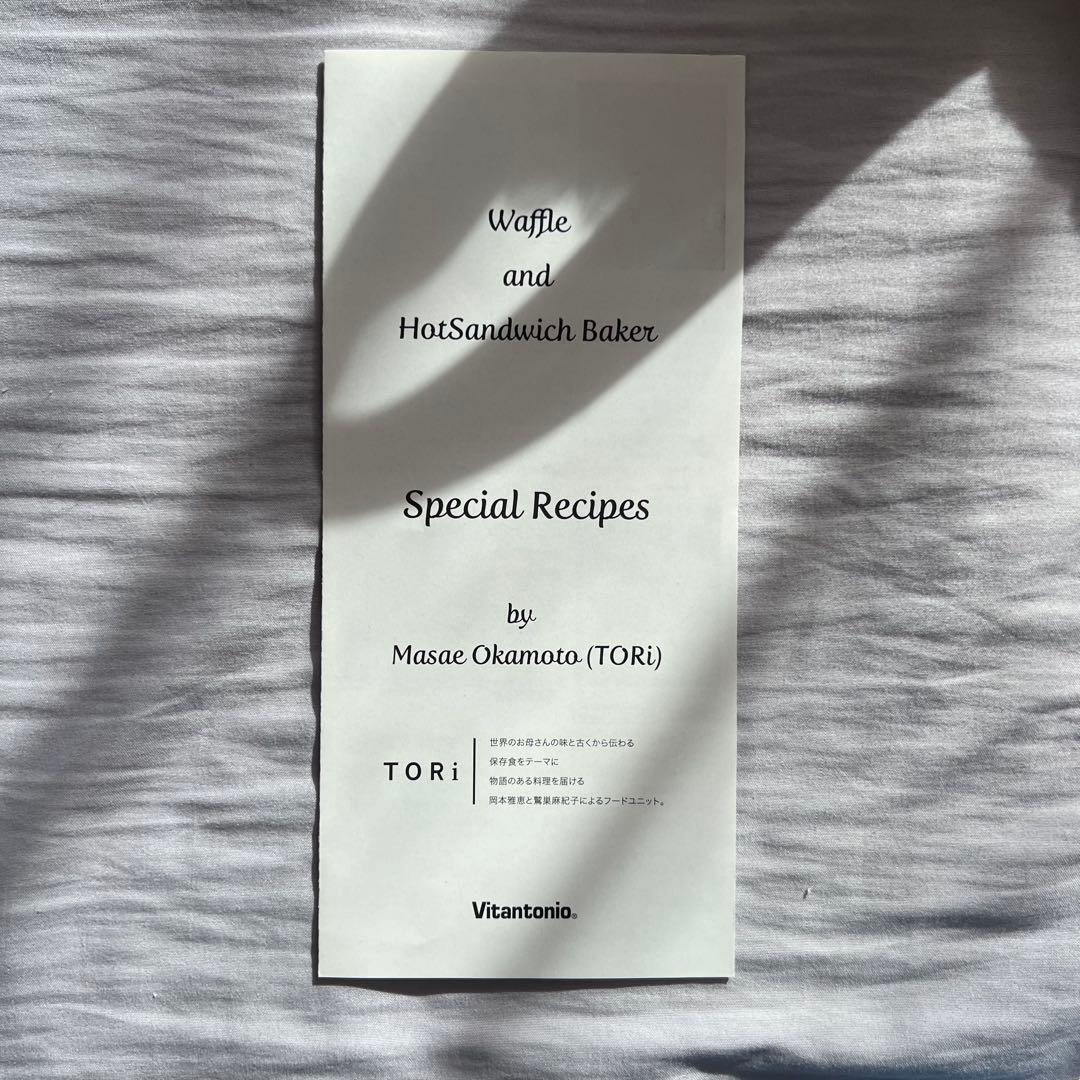 Waffle
and
HotSandwich Baker
Special Recipes
by
Masae Okamoto (TORi)
TORi
世界のお母さんの味と古くから伝わる
保存食をテーマに
物語のある料理を届ける
岡本雅恵と鷲巣麻紀子によるフードユニット。
Vitantonio®